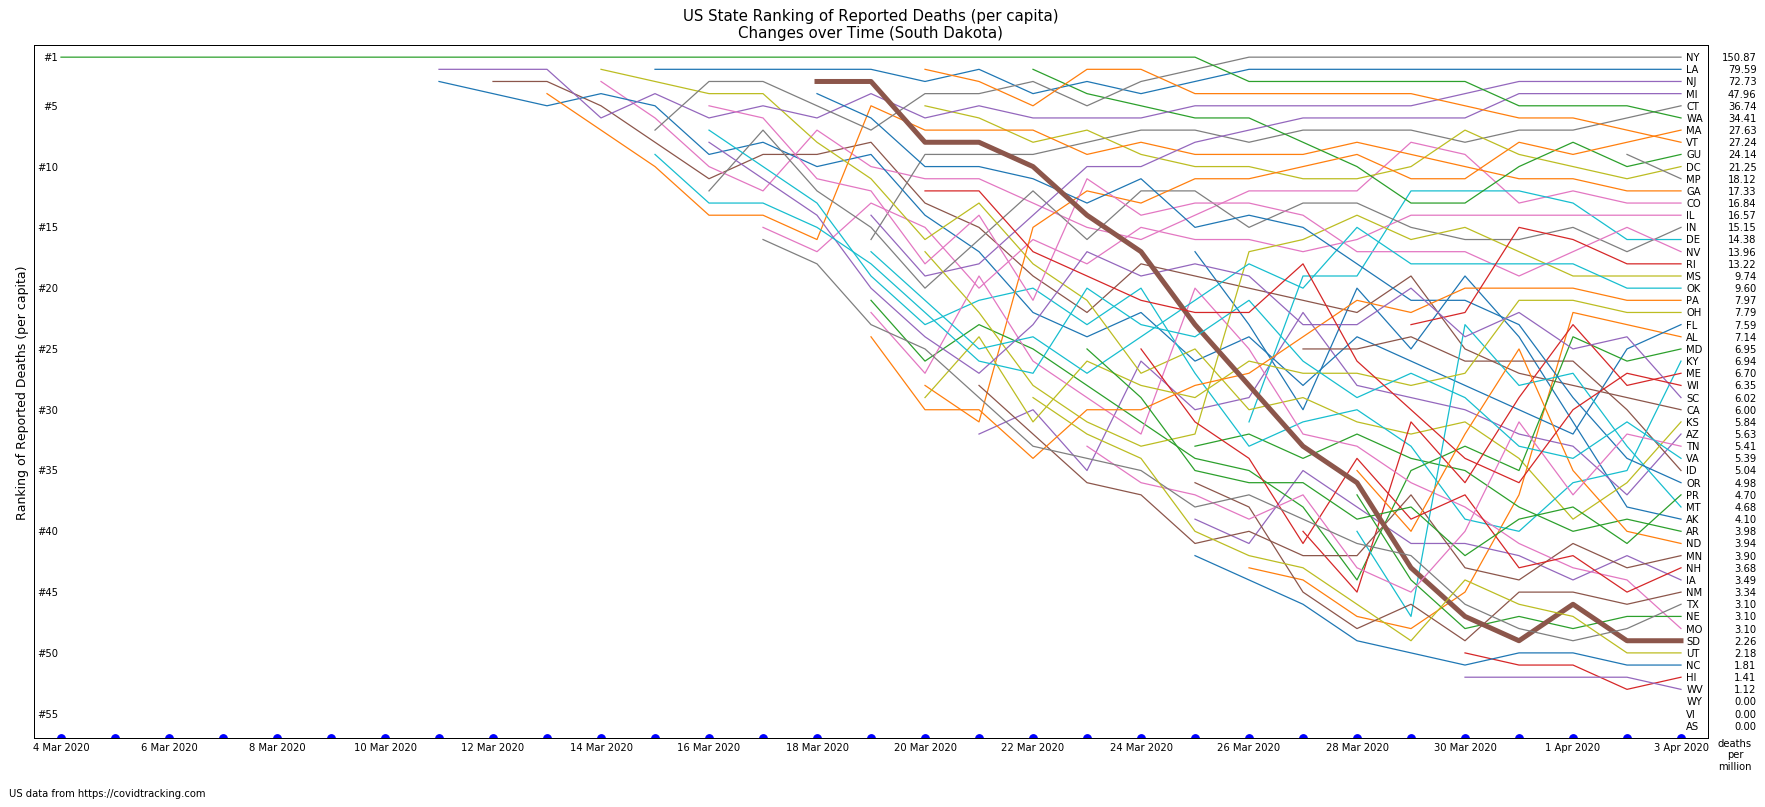 US State Ranking of Reported Deaths (per capita)
Changes over Time (South Dakota)
Ranking of Reported Deaths (per capita)
#1
#5
#10
#15
#20
#25
#30
#35
#40
#45
#50
#55
NY 150.87
LA 79.59
NJ 72.73
MI 47.96
CT 36.74
WA 34.41
MA 27.63
VT 27.24
GU 24.14
DC 21.25
MP 18.12
GA 17.33
CO 16.84
IL 16.57
IN 15.15
DE 14.38
NV 13.96
RI 13.22
MS 9.74
OK 9.60
PA 7.97
OH 7.79
FL 7.59
AL 7.14
MD 6.95
KY 6.94
ME 6.70
WI 6.35
SC 6.02
CA 6.00
KS 5.84
AZ 5.63
TN 5.41
VA 5.39
ID 5.04
OR 4.98
PR 4.70
MT 4.68
AK 4.10
AR 3.98
ND 3.94
MN 3.90
NH 3.68
IA 3.49
NM 3.34
TX 3.10
NE 3.10
MO 3.10
SD 2.26
UT 2.18
NC 1.81
HI 1.41
WV 1.12
WY 0.00
VI 0.00
AS 0.00
4 Mar 2020 6 Mar 2020 8 Mar 2020 10 Mar 2020 12 Mar 2020 14 Mar 2020 16 Mar 2020 18 Mar 2020 20 Mar 2020 22 Mar 2020 24 Mar 2020 26 Mar 2020 28 Mar 2020 30 Mar 2020 1 Apr 2020 3 Apr 2020
deaths
per
million
US data from https://covidtracking.com